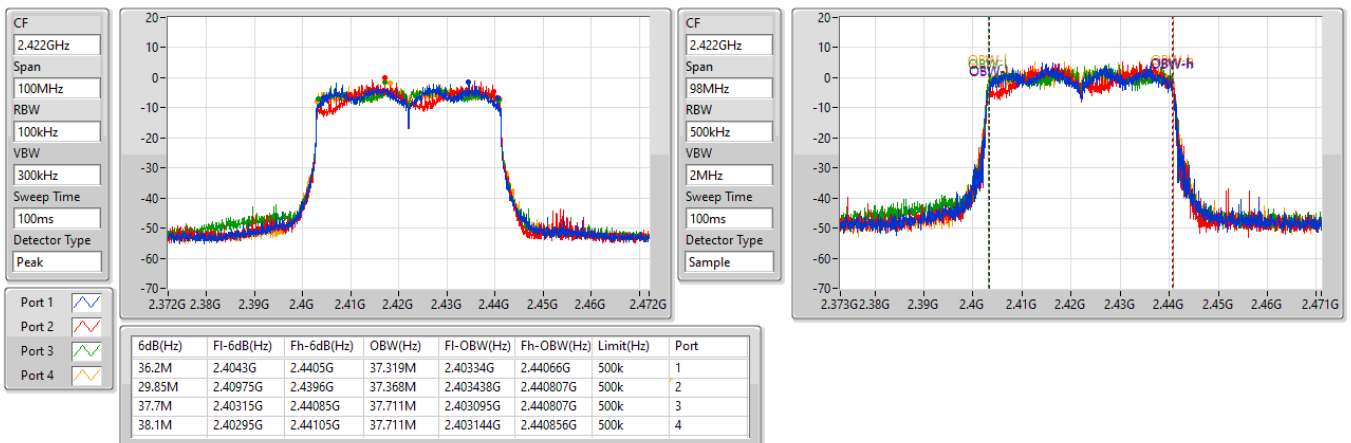 CF
2.422GHz
Span
100MHz
RBW
100kHz
VBW
300kHz
Sweep Time
100ms
Detector Type
Peak
20
10
0
-10
-20
-30
-40
-50
-60
-70
2.372G 2.38G 2.39G 2.4G 2.41G 2.42G 2.43G 2.44G 2.45G 2.46G 2.472G
CF
2.422GHz
Span
98MHz
RBW
500kHz
VBW
2MHz
Sweep Time
100ms
Detector Type
Sample
20
10
0
-10
-20
-30
-40
-50
-60
-70
OBW-l
OBW-h
2.373G 2.38G 2.39G 2.4G 2.41G 2.42G 2.43G 2.44G 2.45G 2.46G 2.471G
Port 1
Port 2
Port 3
Port 4
6dB(Hz) Fl-6dB(Hz) Fh-6dB(Hz) OBW(Hz) Fl-OBW(Hz) Fh-OBW(Hz) Limit(Hz) Port
36.2M 2.4043G 2.4405G 37.319M 2.40334G 2.44066G 500k 1
29.85M 2.40975G 2.4396G 37.368M 2.403438G 2.440807G 500k 2
37.7M 2.40315G 2.44085G 37.711M 2.403095G 2.440807G 500k 3
38.1M 2.40295G 2.44105G 37.711M 2.403144G 2.440856G 500k 4